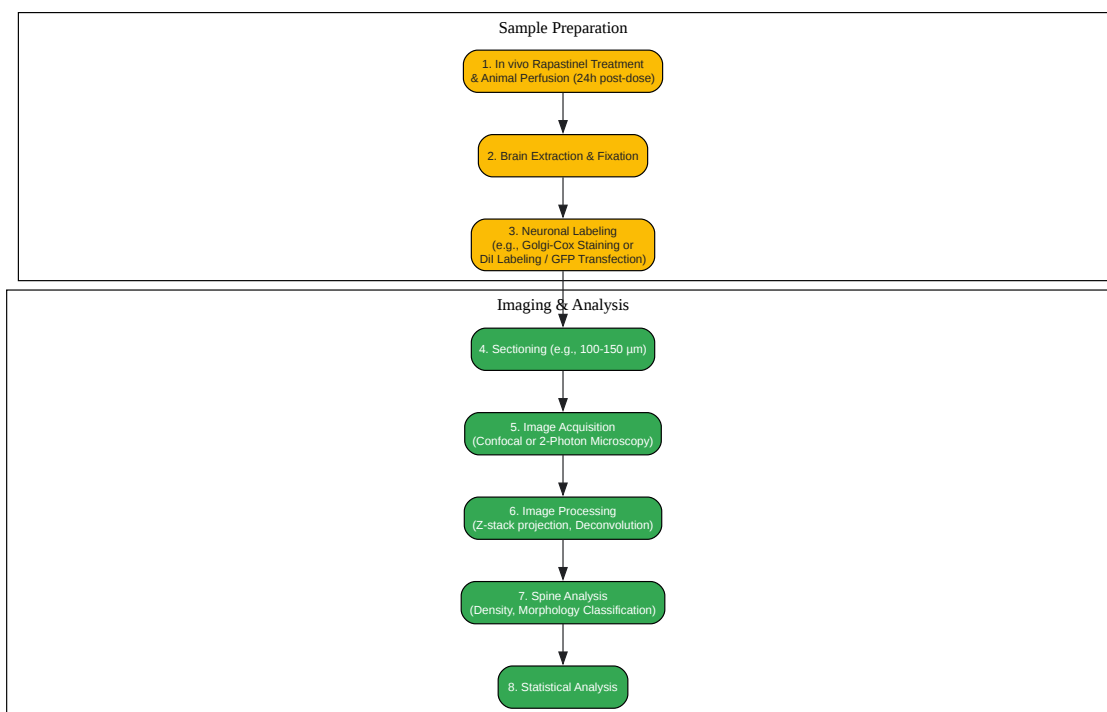 Sample Preparation
1. In vivo Rapastinel Treatment
& Animal Perfusion (24h post-dose)
2. Brain Extraction & Fixation
3. Neuronal Labeling
(e.g., Golgi-Cox Staining or
DiI Labeling / GFP Transfection)
Imaging & Analysis
4. Sectioning (e.g., 100-150 µm)
5. Image Acquisition
(Confocal or 2-Photon Microscopy)
6. Image Processing
(Z-stack projection, Deconvolution)
7. Spine Analysis
(Density, Morphology Classification)
8. Statistical Analysis